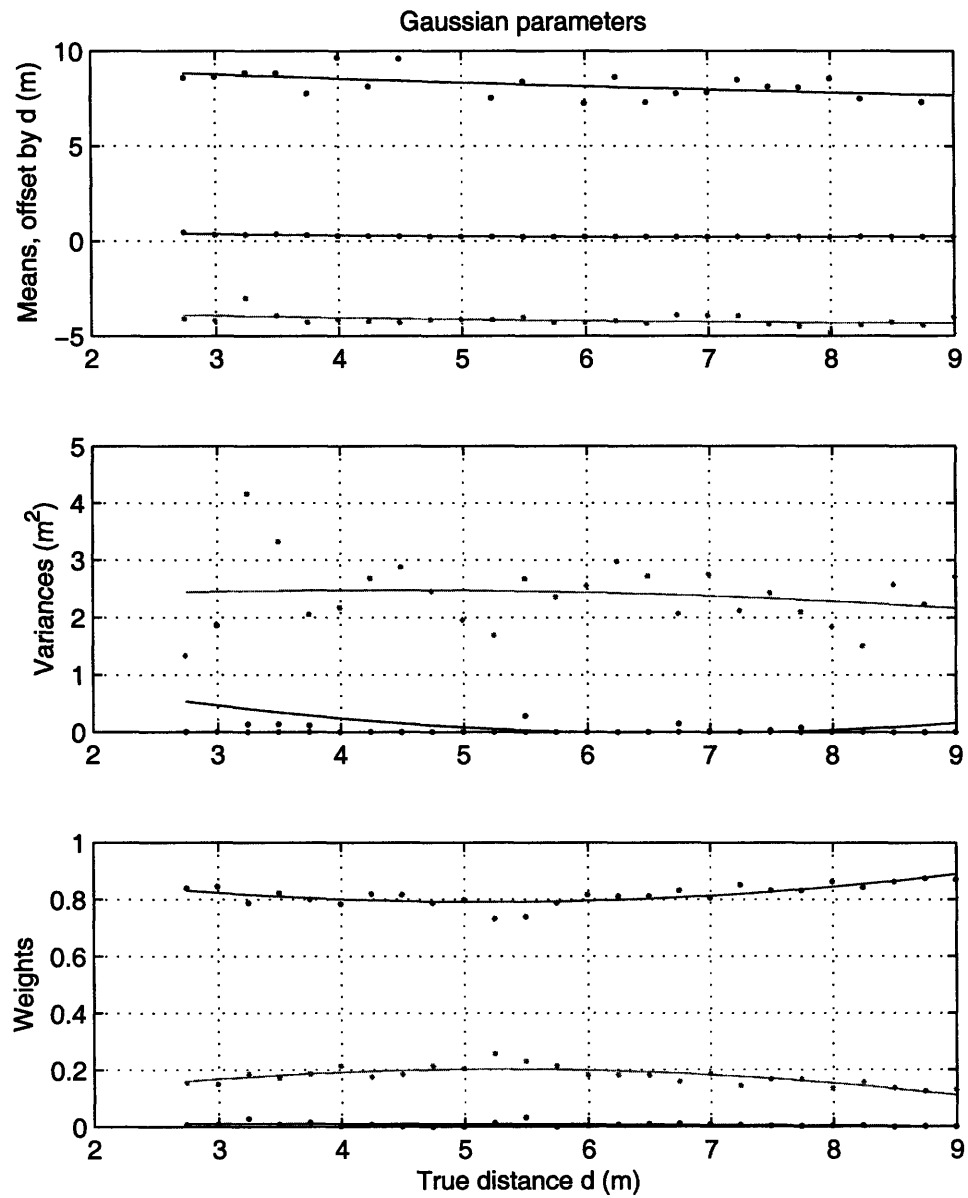 Gaussian parameters
Means, offset by d (m)
10
5
0
−5
2 3 4 5 6 7 8 9
Variances (m²)
5
4
3
2
1
0
2 3 4 5 6 7 8 9
Weights
1
0.8
0.6
0.4
0.2
0
2 3 4 5 6 7 8 9
True distance d (m)